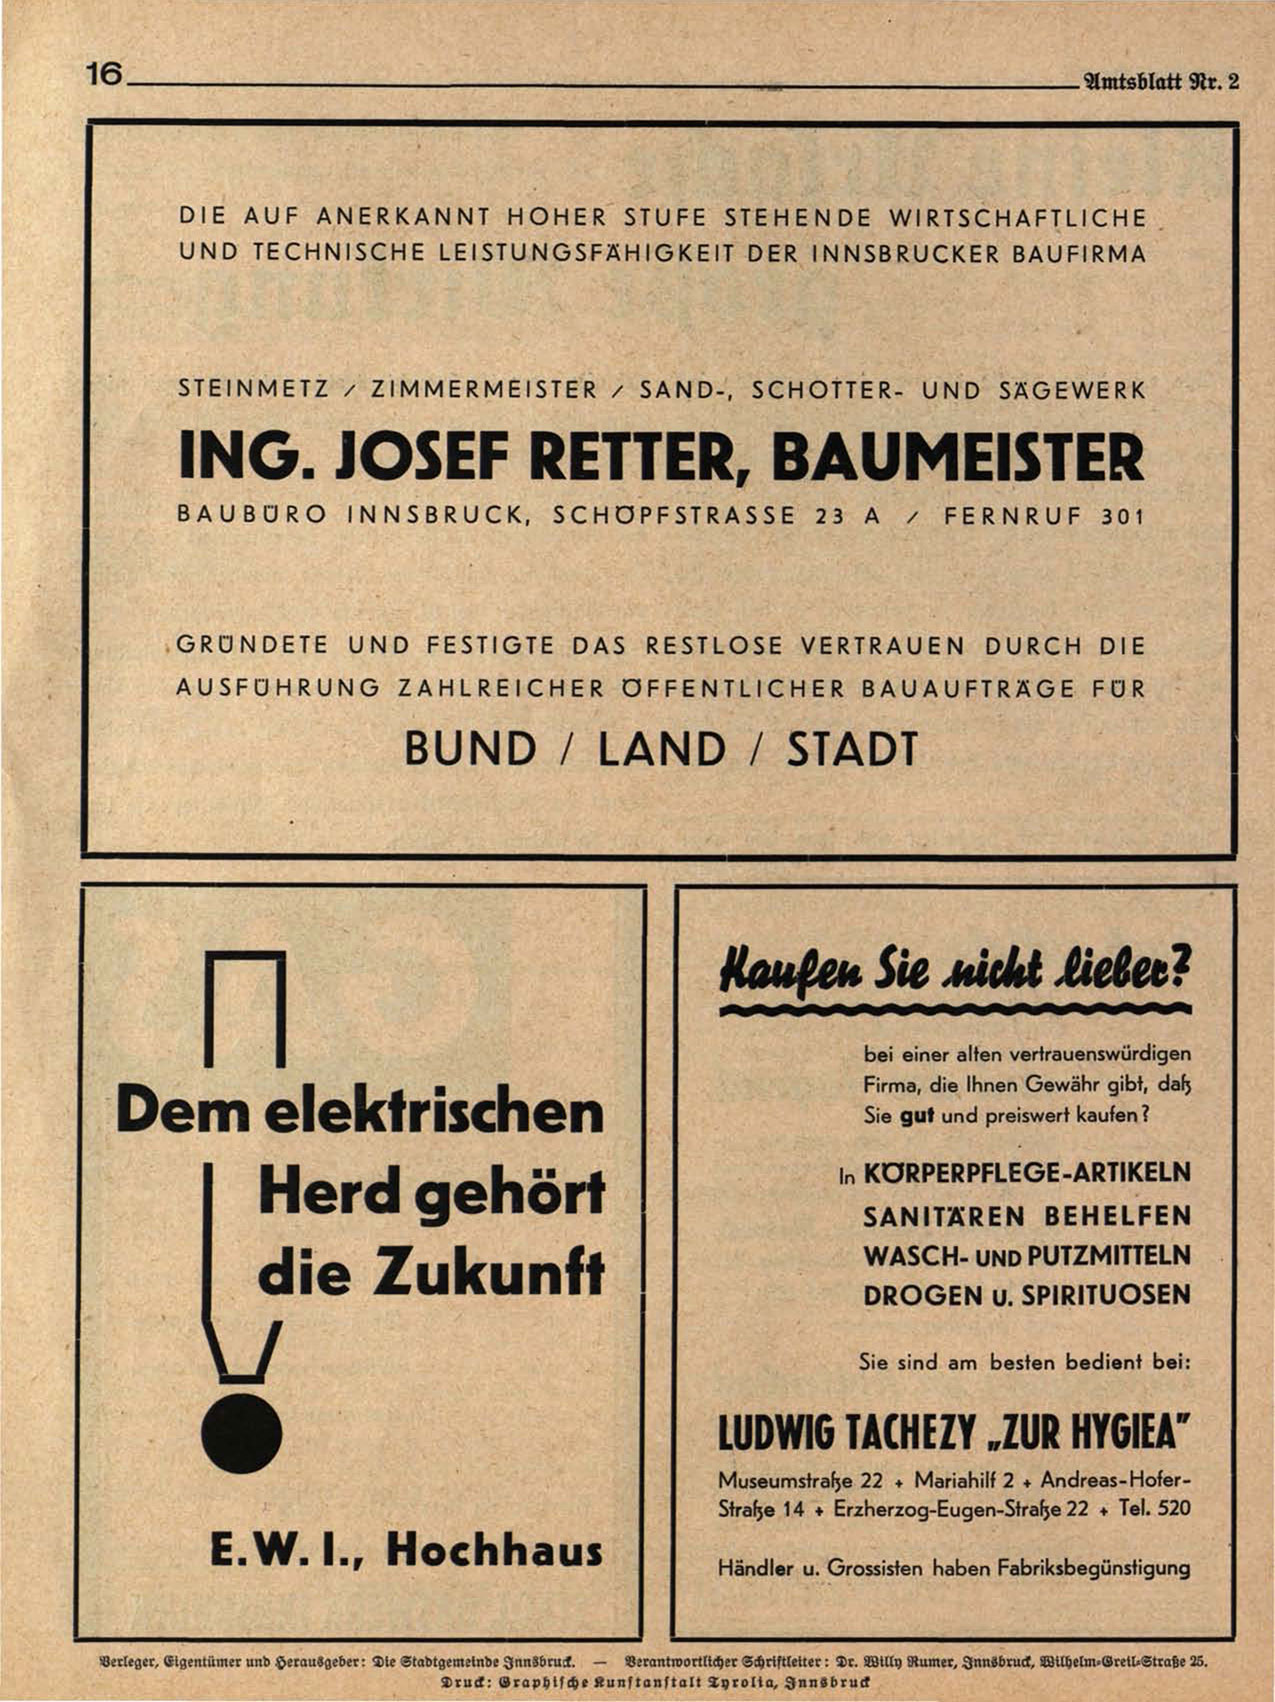 16 Amtsblatt Nr. 2
DIE AUF ANERKANNT HOHER STUFE STEHENDE WIRTSCHAFTLICHE
UND TECHNISCHE LEISTUNGSFÄHIGKEIT DER INNSBRUCKER BAUFIRMA
STEINMETZ / ZIMMERMEISTER / SAND-, SCHOTTER- UND SÄGEWERK
ING. JOSEF RETTER, BAUMEISTER
BAUBÜRO INNSBRUCK, SCHÖPFSTRASSE 23 A / FERNRUF 301
GRÜNDETE UND FESTIGTE DAS RESTLOSE VERTRAUEN DURCH DIE
AUSFÜHRUNG ZAHLREICHER ÖFFENTLICHER BAUAUFTRÄGE FÜR
BUND / LAND / STADT
Dem elektrischen
Herd gehört
die Zukunft
E.W.I., Hochhaus
Kaufen Sie nicht lieber?
bei einer alten vertrauenswürdigen
Firma, die Ihnen Gewähr gibt, daß
Sie gut und preiswert kaufen?
In KÖRPERPFLEGE-ARTIKELN
SANITÄREN BEHELFEN
WASCH- UND PUTZMITTELN
DROGEN u. SPIRITUOSEN
Sie sind am besten bedient bei:
LUDWIG TACHEZY „ZUR HYGIEA"
Museumstraße 22 + Mariahilf 2 + Andreas-Hofer-
Straße 14 + Erzherzog-Eugen-Straße 22 + Tel. 520
Händler u. Grossisten haben Fabriksbegünstigung
Verleger, Eigentümer und Herausgeber: Die Stadtgemeinde Innsbruck. — Verantwortlicher Schriftleiter: Dr. Willy Rumer, Innsbruck, Wilhelm-Greil-Straße 25.
Druck: Graphische Kunstanstalt Tyrolia, Innsbruck